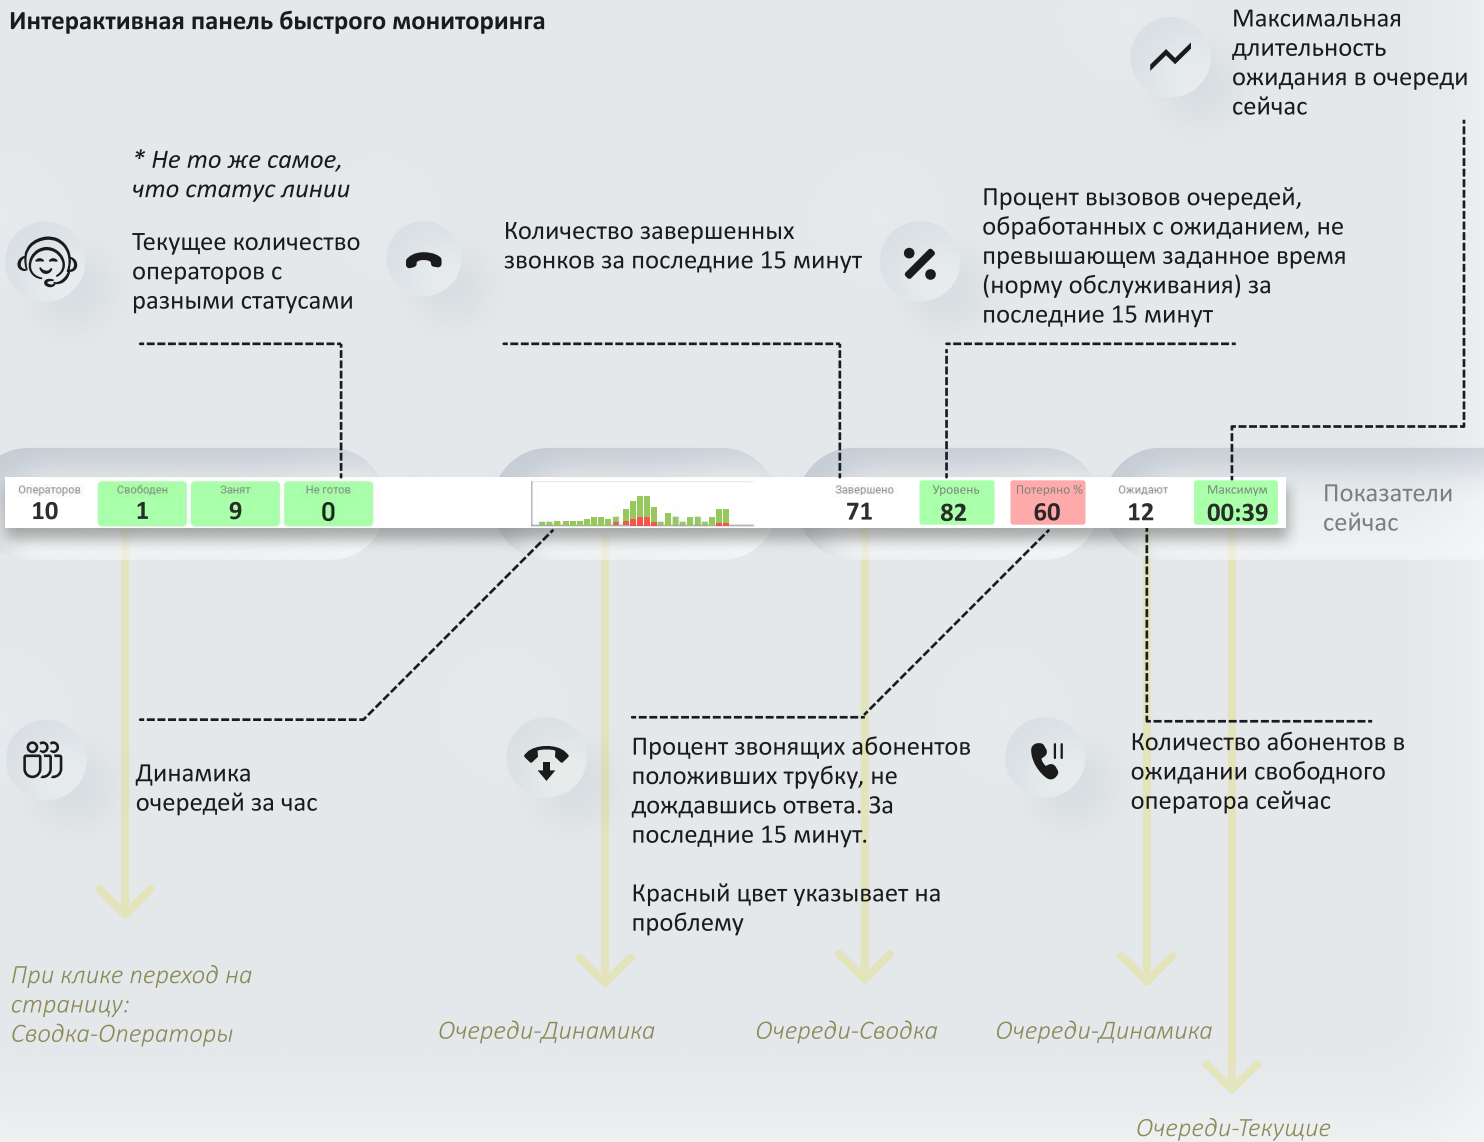 Интерактивная панель быстрого мониторинга
Максимальная
длительность
ожидания в очереди
сейчас
* Не то же самое,
что статус линии
Текущее количество
операторов с
разными статусами
Количество завершенных
звонков за последние 15 минут
Процент вызовов очередей,
обработанных с ожиданием, не
превышающем заданное время
(норму обслуживания) за
последние 15 минут
Операторов
10
Свободен
1
Занят
9
Не готов
0
Завершено
71
Уровень
82
Потеряно %
60
Ожидают
12
Максимум
00:39
Показатели
сейчас
Динамика
очередей за час
Процент звонящих абонентов
положивших трубку, не
дождавшись ответа. За
последние 15 минут.
Красный цвет указывает на
проблему
Количество абонентов в
ожидании свободного
оператора сейчас
При клике переход на
страницу:
Сводка-Операторы
Очереди-Динамика
Очереди-Сводка
Очереди-Динамика
Очереди-Текущие